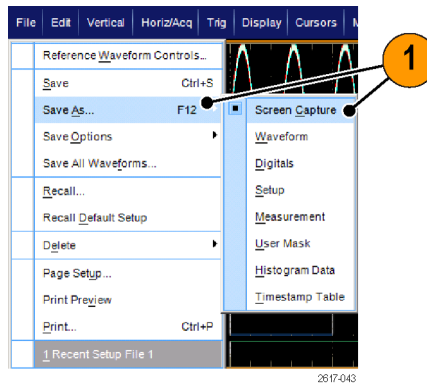 File Edit Vertical Horiz/Acq Trig Display Cursors
Reference Waveform Controls...
Save Ctrl+S
Save As... F12
Save Options
Save All Waveforms...
Recall...
Recall Default Setup
Delete
Page Setup...
Print Preview
Print... Ctrl+P
1 Recent Setup File 1
Screen Capture
Waveform
Digitals
Setup
Measurement
User Mask
Histogram Data
Timestamp Table
1
2617-043